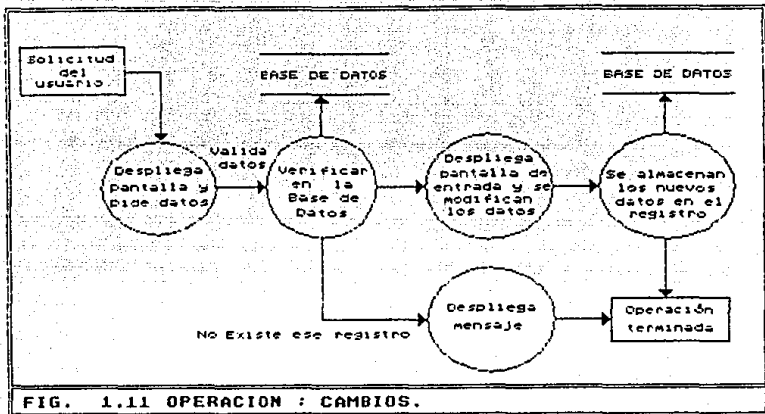 Solicitud
del
usuario
BASE DE DATOS
BASE DE DATOS
Despliega
pantalla y
pide datos
Valida
datos
Verificar
en la
Base de
Datos
Despliega
pantalla de
entrada y se
modifican
los datos
Se almacenan
los nuevos
datos en el
registro
No Existe ese registro
Despliega
mensaje
Operación
terminada
FIG. 1.11 OPERACION : CAMBIOS.